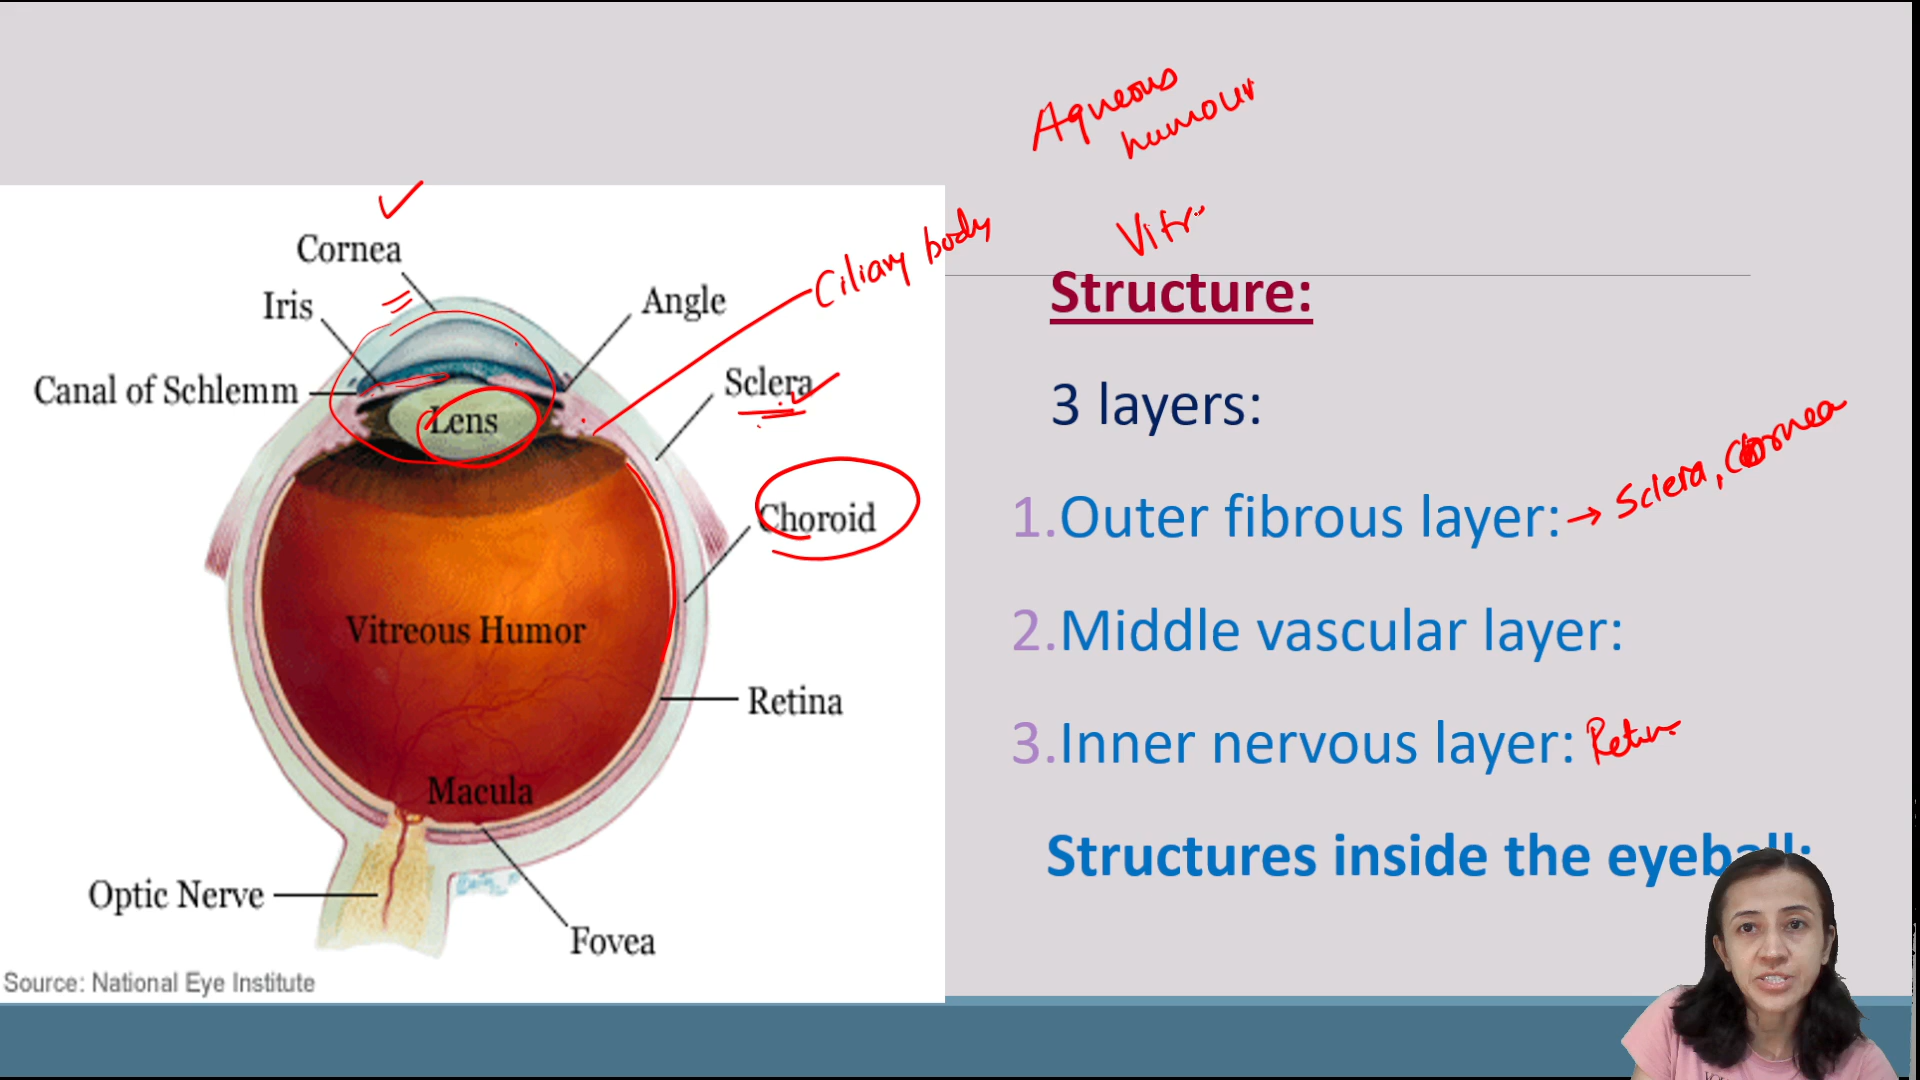 Aqueous
humour
Vitr
Cornea
Iris
Angle
Ciliary body
Canal of Schlemm
Sclera
Lens
Choroid
Vitreous Humor
Retina
Macula
Optic Nerve
Fovea
Source: National Eye Institute
Structure:
3 layers:
1.Outer fibrous layer: → Sclera, Cornea
2.Middle vascular layer:
3.Inner nervous layer:
Structures inside the eyeball: